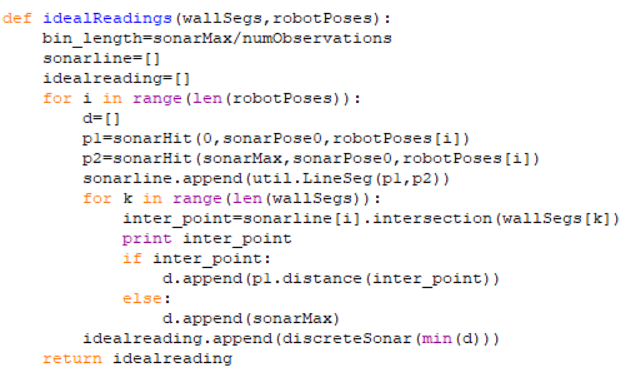 def idealReadings(wallSegs,robotPoses):
    bin_length=sonarMax/numObservations
    sonarline=[]
    idealreading=[]
    for i in range(len(robotPoses)):
        d=[]
        p1=sonarHit(0,sonarPose0,robotPoses[i])
        p2=sonarHit(sonarMax,sonarPose0,robotPoses[i])
        sonarline.append(util.LineSeg(p1,p2))
        for k in range(len(wallSegs)):
            inter_point=sonarline[i].intersection(wallSegs[k])
            print inter_point
            if inter_point:
                d.append(p1.distance(inter_point))
            else:
                d.append(sonarMax)
        idealreading.append(discreteSonar(min(d)))
    return idealreading